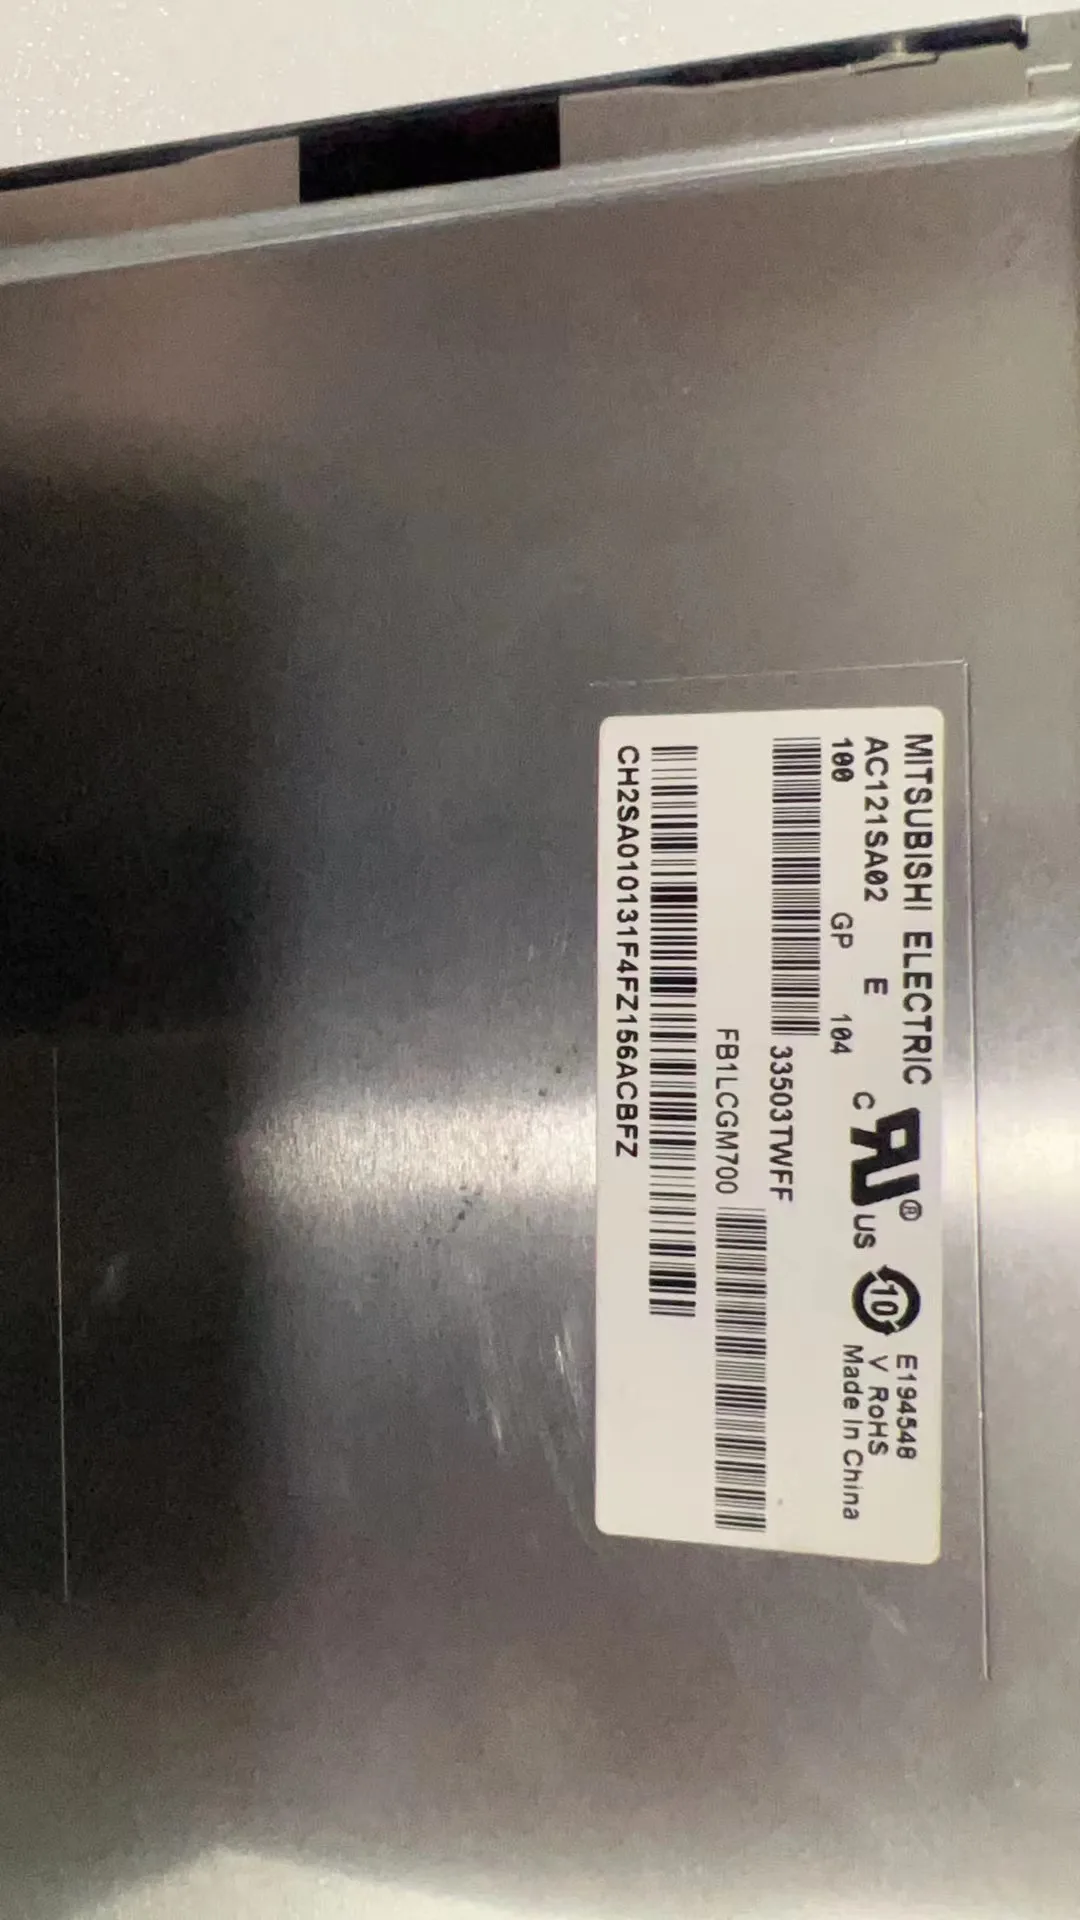 MITSUBISHI ELECTRIC
AC121SA02 E
100 GP 104
C US ®
10
E194548
V RoHS
Made In China
33503TWFF
FB1LCGM700
CH2SA010131F4FZ156ACBFZ